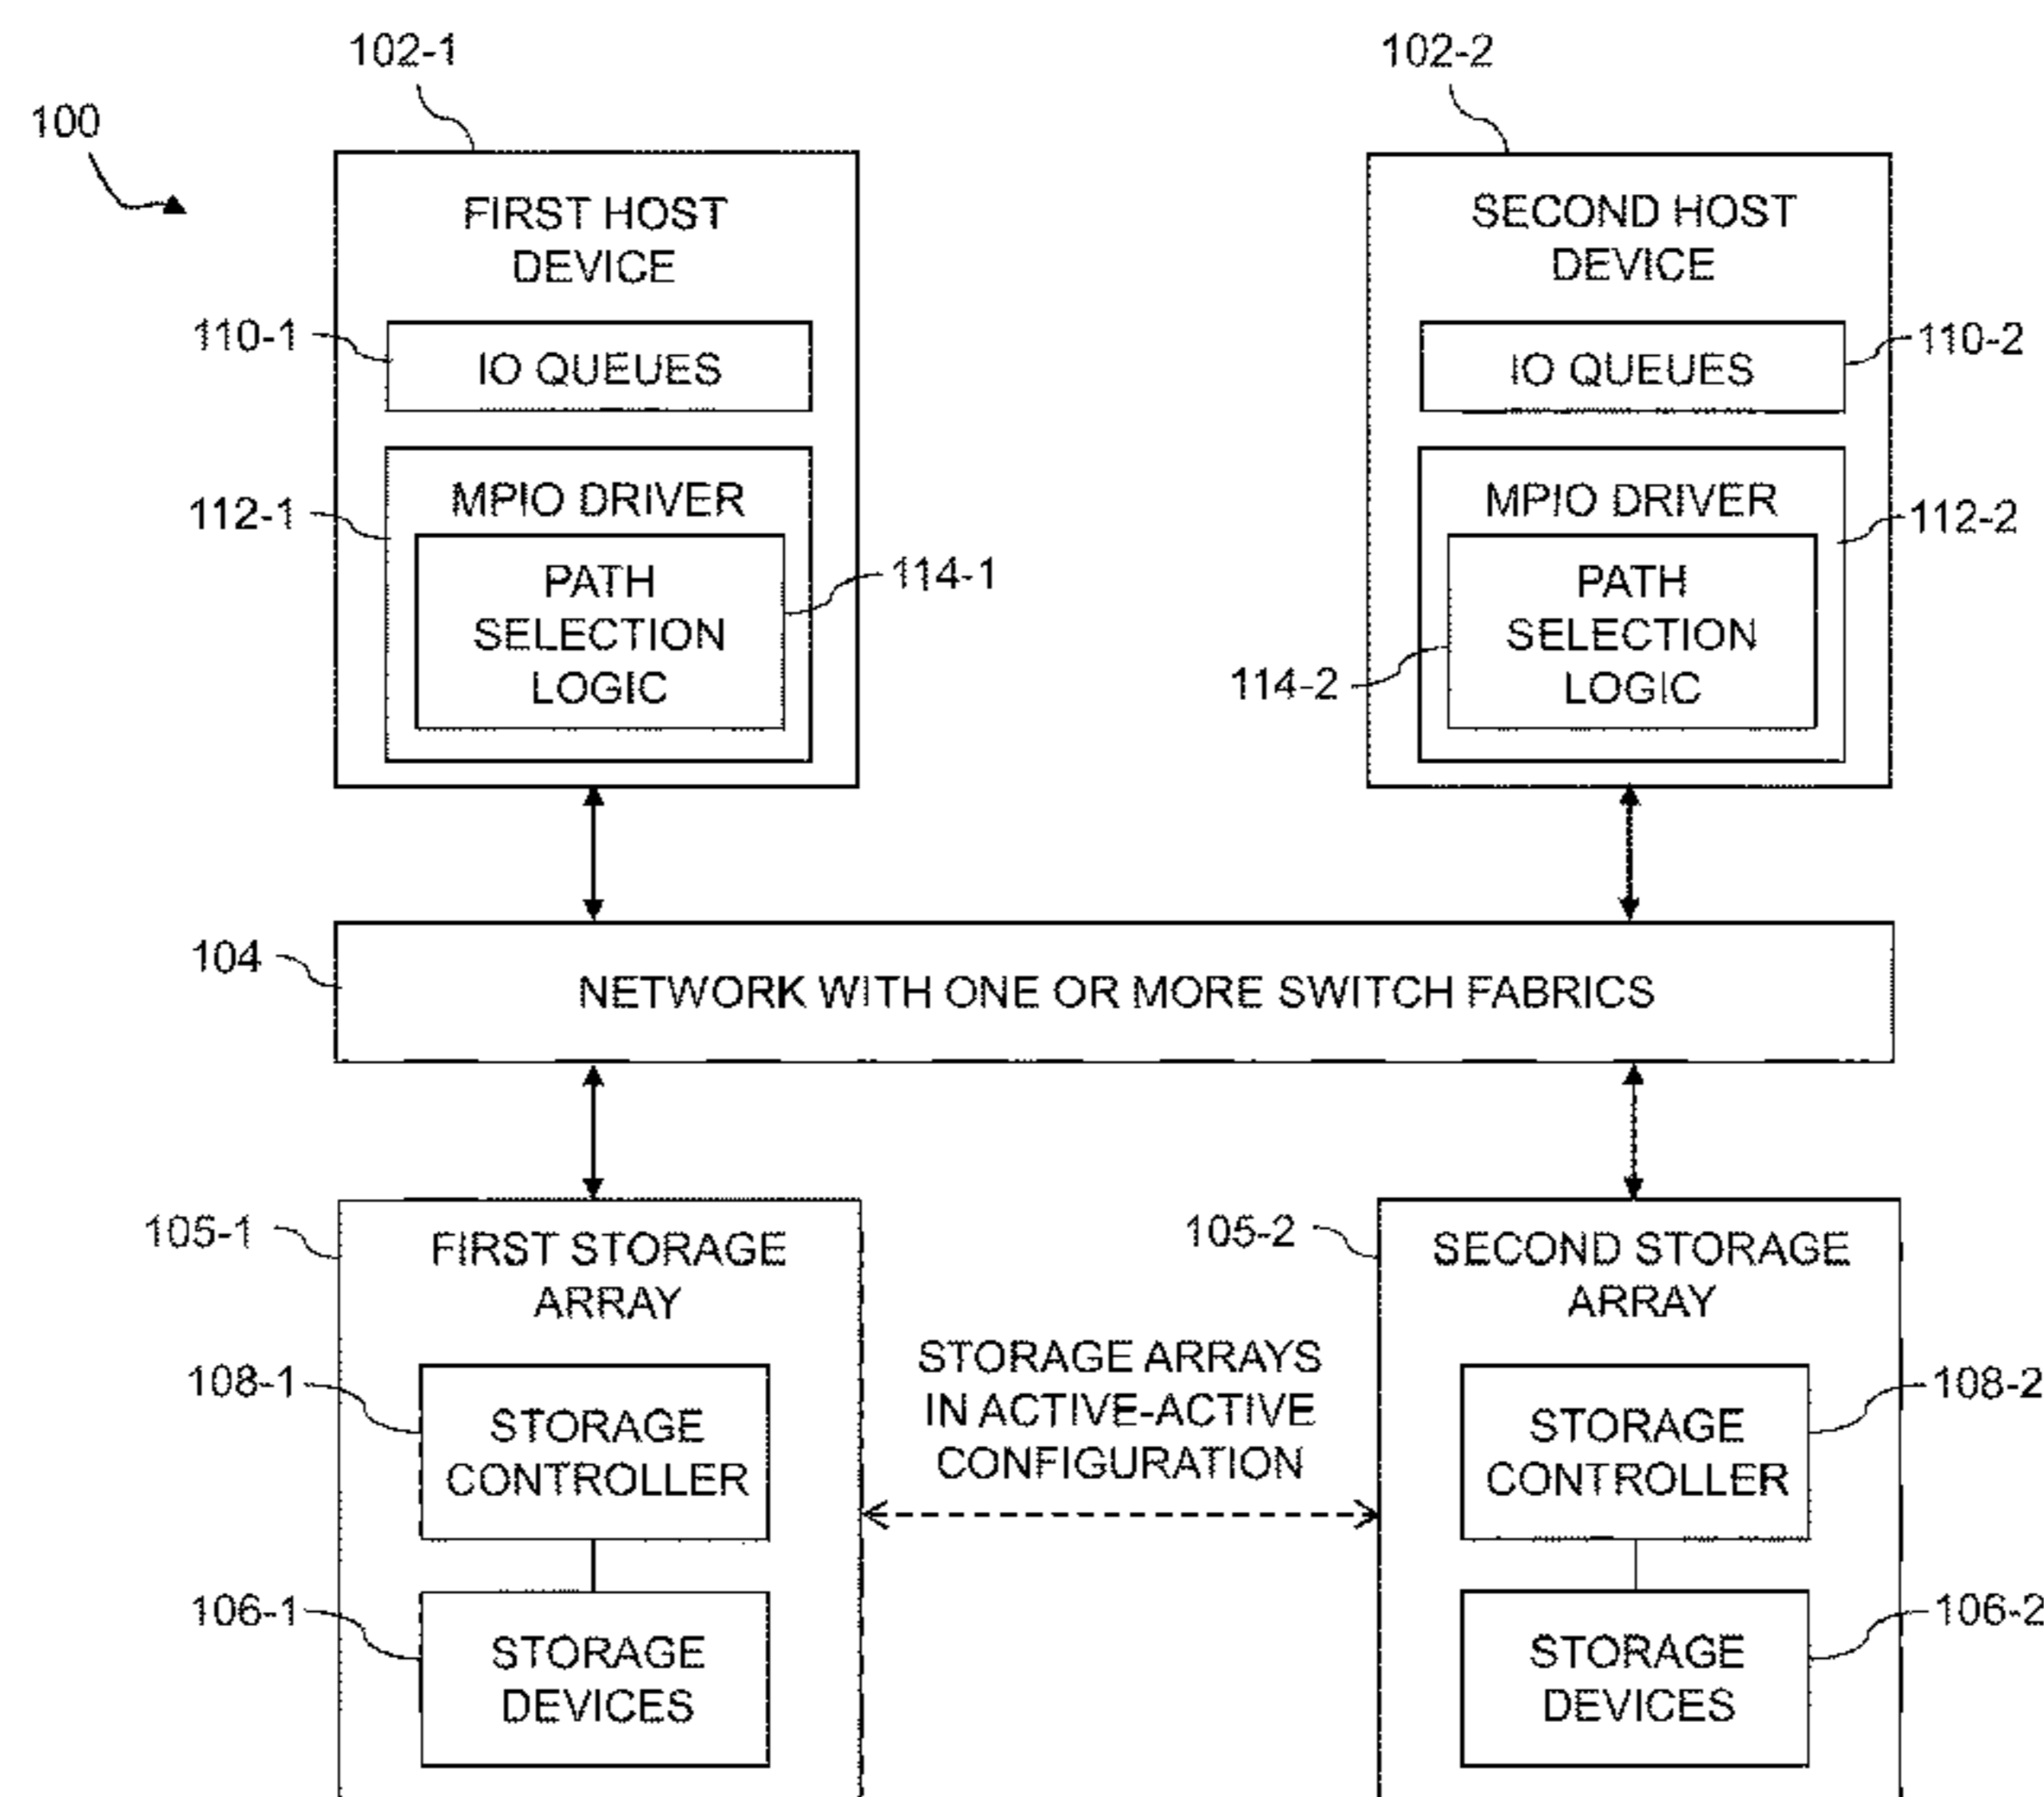 102-1
102-2
100
FIRST HOST
DEVICE
SECOND HOST
DEVICE
110-1
IO QUEUES
IO QUEUES
110-2
112-1
MPIO DRIVER
MPIO DRIVER
112-2
PATH
SELECTION
LOGIC
114-1
114-2
PATH
SELECTION
LOGIC
104
NETWORK WITH ONE OR MORE SWITCH FABRICS
105-1
FIRST STORAGE
ARRAY
105-2
SECOND STORAGE
ARRAY
108-1
STORAGE
CONTROLLER
STORAGE ARRAYS
IN ACTIVE-ACTIVE
CONFIGURATION
STORAGE
CONTROLLER
108-2
106-1
STORAGE
DEVICES
STORAGE
DEVICES
106-2